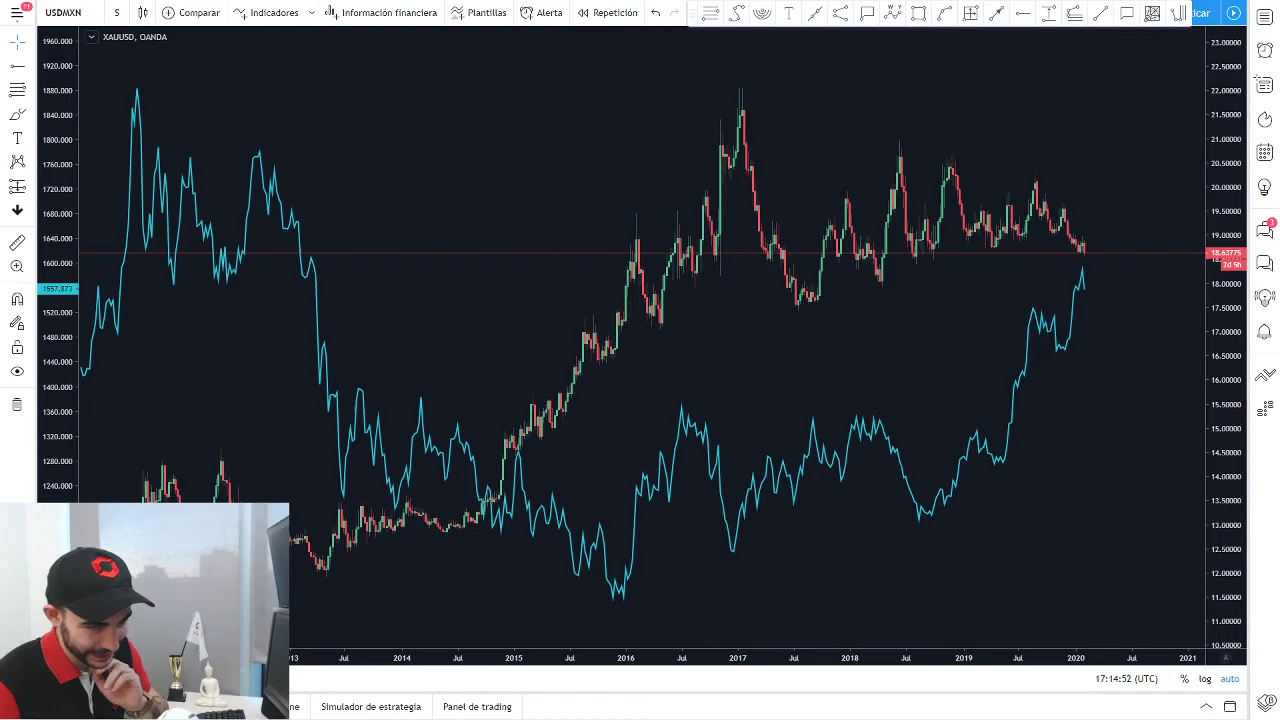 11
USDMXN
S
Comparar
Indicadores
Información financiera
Plantillas
Alerta
Repetición
XAUUSD, OANDA
1960.000
1920.000
1880.000
1840.000
1800.000
1760.000
1720.000
1680.000
1640.000
1600.000
1557.873
1520.000
1480.000
1440.000
1400.000
1360.000
1320.000
1280.000
1240.000
23.00000
22.50000
22.00000
21.50000
21.00000
20.50000
20.00000
19.50000
19.00000
18.63775
2d 5h
18.00000
17.50000
17.00000
16.50000
16.00000
15.50000
15.00000
14.50000
14.00000
13.50000
13.00000
12.50000
12.00000
11.50000
11.00000
10.50000
3
Jul
2014
Jul
2015
Jul
2016
Jul
2017
Jul
2018
Jul
2019
Jul
2020
Jul
2021
A
17:14:52 (UTC)
%
log
auto
Simulador de estrategia
Panel de trading